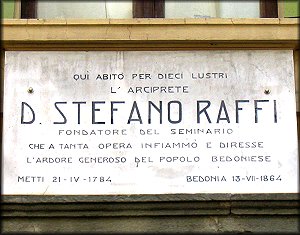 QUI ABITÒ PER DIECI LUSTRI
L'ARCIPRETE
D. STEFANO RAFFI
FONDATORE DEL SEMINARIO
CHE A TANTA OPERA INFIAMMÒ E DIRESSE
L'ARDORE GENEROSO DEL POPOLO BEDONIESE
METTI 21-IV-1784 BEDONIA 13-VII-1864